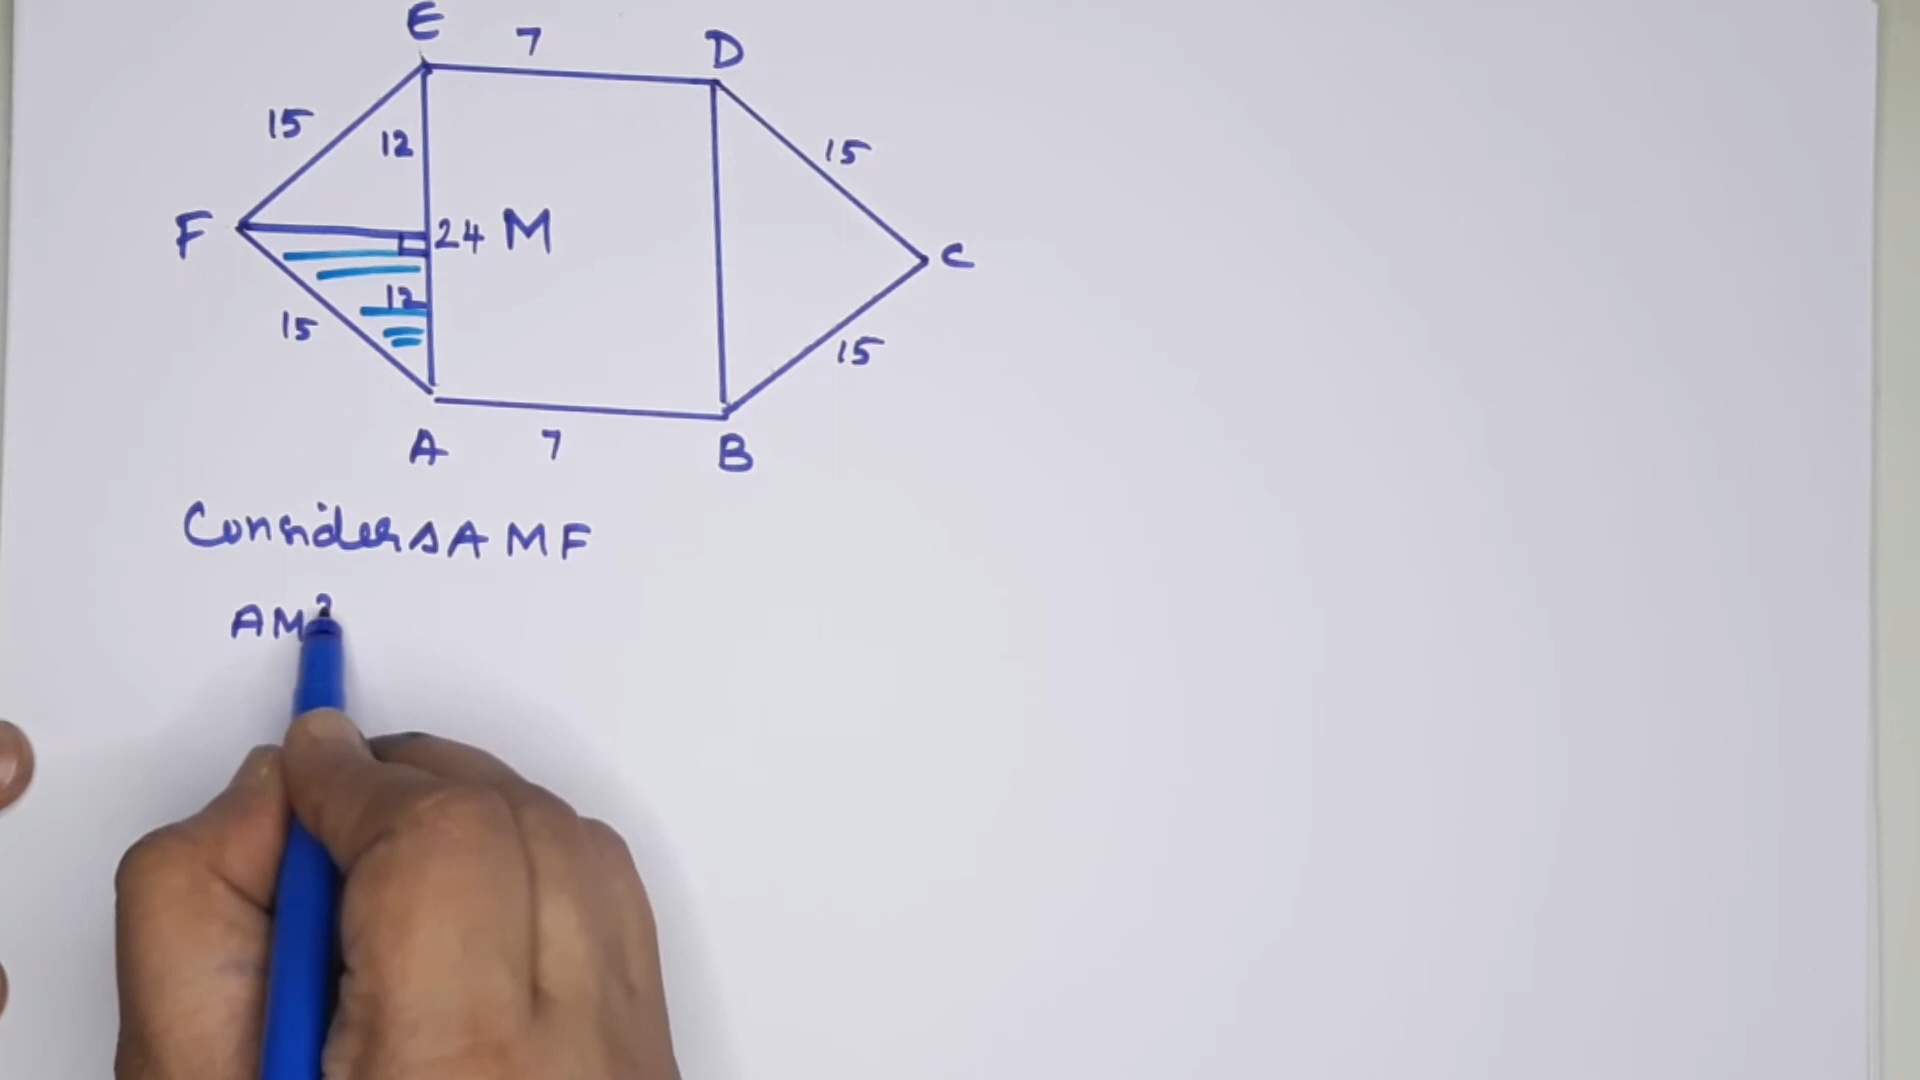 E 7 D
15 12 15
F 24 M C
12
15 15
A 7 B
Consider ΔAMF
AM²